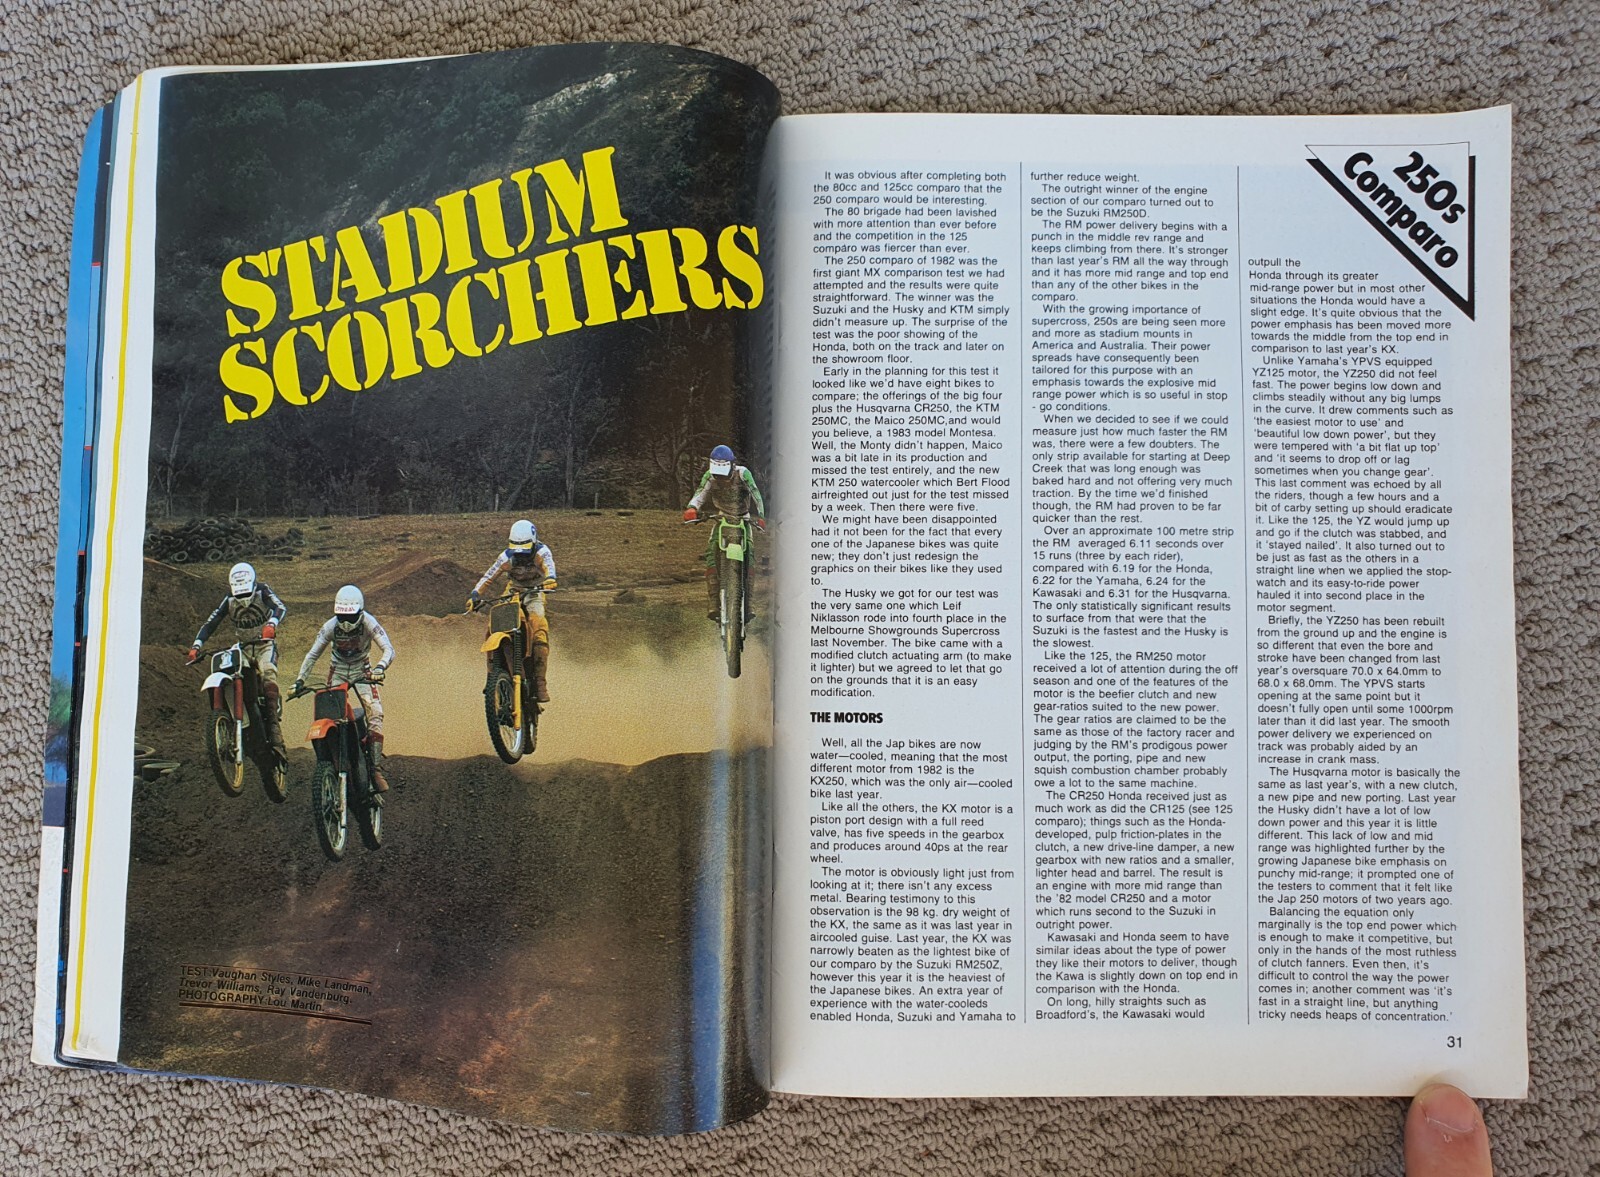 STADIUM
SCORCHERS
YAMAHA
TEST:Vaughan Styles, Mike Landman,
Trevor Williams, Ray Vandenburg.
PHOTOGRAPHY:Lou Martin.
250s
Comparo
It was obvious after completing both
the 80cc and 125cc comparo that the
250 comparo would be interesting.
The 80 brigade had been lavished
with more attention than ever before
and the competition in the 125
comparo was fiercer than ever.
The 250 comparo of 1982 was the
first giant MX comparison test we had
attempted and the results were quite
straightforward. The winner was the
Suzuki and the Husky and KTM simply
didn't measure up. The surprise of the
test was the poor showing of the
Honda, both on the track and later on
the showroom floor.
Early in the planning for this test it
looked like we'd have eight bikes to
compare; the offerings of the big four
plus the Husqvarna CR250, the KTM
250MC, the Maico 250MC,and would
you believe, a 1983 model Montesa.
Well, the Monty didn't happen, Maico
was a bit late in its production and
missed the test entirely, and the new
KTM 250 watercooler which Bert Flood
airfreighted out just for the test missed
by a week. Then there were five.
We might have been disappointed
had it not been for the fact that every
one of the Japanese bikes was quite
new; they don't just redesign the
graphics on their bikes like they used
to.
The Husky we got for our test was
the very same one which Leif
Niklasson rode into fourth place in the
Melbourne Showgrounds Supercross
last November. The bike came with a
modified clutch actuating arm (to make
it lighter) but we agreed to let that go
on the grounds that it is an easy
modification.
THE MOTORS
Well, all the Jap bikes are now
water—cooled, meaning that the most
different motor from 1982 is the
KX250, which was the only air—cooled
bike last year.
Like all the others, the KX motor is a
piston port design with a full reed
valve, has five speeds in the gearbox
and produces around 40ps at the rear
wheel.
The motor is obviously light just from
looking at it; there isn't any excess
metal. Bearing testimony to this
observation is the 98 kg. dry weight of
the KX, the same as it was last year in
aircooled guise. Last year, the KX was
narrowly beaten as the lightest bike of
our comparo by the Suzuki RM250Z,
however this year it is the heaviest of
the Japanese bikes. An extra year of
experience with the water-cooleds
enabled Honda, Suzuki and Yamaha to
further reduce weight.
The outright winner of the engine
section of our comparo turned out to
be the Suzuki RM250D.
The RM power delivery begins with a
punch in the middle rev range and
keeps climbing from there. It's stronger
than last year's RM all the way through
and it has more mid range and top end
than any of the other bikes in the
comparo.
With the growing importance of
supercross, 250s are being seen more
and more as stadium mounts in
America and Australia. Their power
spreads have consequently been
tailored for this purpose with an
emphasis towards the explosive mid
range power which is so useful in stop
- go conditions.
When we decided to see if we could
measure just how much faster the RM
was, there were a few doubters. The
only strip available for starting at Deep
Creek that was long enough was
baked hard and not offering very much
traction. By the time we'd finished
though, the RM had proven to be far
quicker than the rest.
Over an approximate 100 metre strip
the RM averaged 6.11 seconds over
15 runs (three by each rider),
compared with 6.19 for the Honda,
6.22 for the Yamaha, 6.24 for the
Kawasaki and 6.31 for the Husqvarna.
The only statistically significant results
to surface from that were that the
Suzuki is the fastest and the Husky is
the slowest.
Like the 125, the RM250 motor
received a lot of attention during the off
season and one of the features of the
motor is the beefier clutch and new
gear-ratios suited to the new power.
The gear ratios are claimed to be the
same as those of the factory racer and
judging by the RM's prodigous power
output, the porting, pipe and new
squish combustion chamber probably
owe a lot to the same machine.
The CR250 Honda received just as
much work as did the CR125 (see 125
comparo); things such as the Honda-
developed, pulp friction-plates in the
clutch, a new drive-line damper, a new
gearbox with new ratios and a smaller,
lighter head and barrel. The result is
an engine with more mid range than
the '82 model CR250 and a motor
which runs second to the Suzuki in
outright power.
Kawasaki and Honda seem to have
similar ideas about the type of power
they like their motors to deliver, though
the Kawa is slightly down on top end in
comparison with the Honda.
On long, hilly straights such as
Broadford's, the Kawasaki would
outpull the
Honda through its greater
mid-range power but in most other
situations the Honda would have a
slight edge. It's quite obvious that the
power emphasis has been moved more
towards the middle from the top end in
comparison to last year's KX.
Unlike Yamaha's YPVS equipped
YZ125 motor, the YZ250 did not feel
fast. The power begins low down and
climbs steadily without any big lumps
in the curve. It drew comments such as
'the easiest motor to use' and
'beautiful low down power', but they
were tempered with 'a bit flat up top'
and 'it seems to drop off or lag
sometimes when you change gear'.
This last comment was echoed by all
the riders, though a few hours and a
bit of carby setting up should eradicate
it. Like the 125, the YZ would jump up
and go if the clutch was stabbed, and
it 'stayed nailed'. It also turned out to
be just as fast as the others in a
straight line when we applied the stop-
watch and its easy-to-ride power
hauled it into second place in the
motor segment.
Briefly, the YZ250 has been rebuilt
from the ground up and the engine is
so different that even the bore and
stroke have been changed from last
year's oversquare 70.0 x 64.0mm to
68.0 x 68.0mm. The YPVS starts
opening at the same point but it
doesn't fully open until some 1000rpm
later than it did last year. The smooth
power delivery we experienced on
track was probably aided by an
increase in crank mass.
The Husqvarna motor is basically the
same as last year's, with a new clutch,
a new pipe and new porting. Last year
the Husky didn't have a lot of low
down power and this year it is little
different. This lack of low and mid
range was highlighted further by the
growing Japanese bike emphasis on
punchy mid-range; it prompted one of
the testers to comment that it felt like
the Jap 250 motors of two years ago.
Balancing the equation only
marginally is the top end power which
is enough to make it competitive, but
only in the hands of the most ruthless
of clutch fanners. Even then, it's
difficult to control the way the power
comes in; another comment was 'it's
fast in a straight line, but anything
tricky needs heaps of concentration.'
31